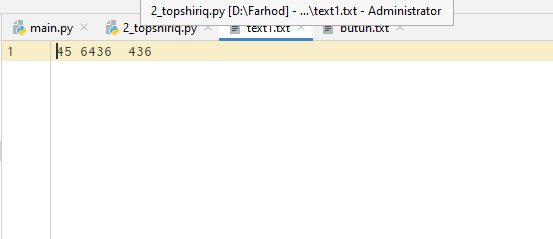 2_topshiriq.py [D:\Farhod] - ...\text1.txt - Administrator
main.py 2_topshiriq.py text1.txt butun.txt
1 45 6436  436